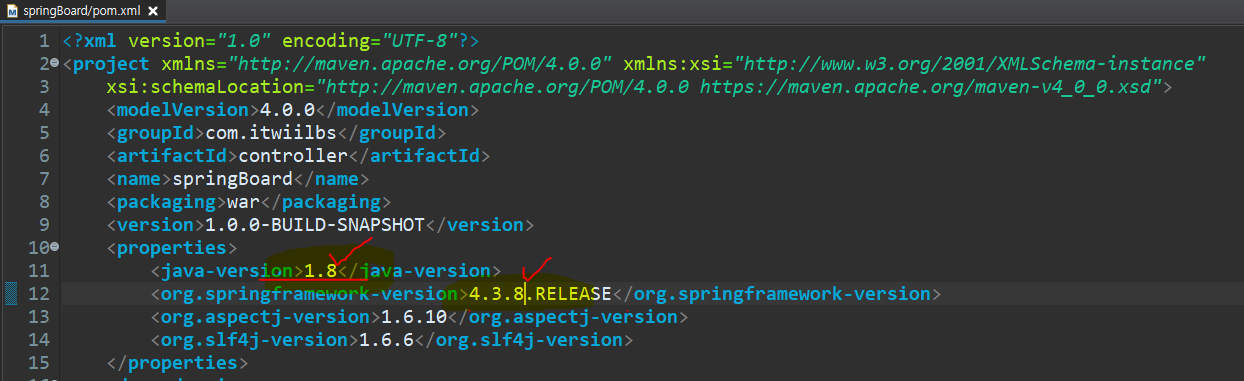 springBoard/pom.xml
1 <?xml version="1.0" encoding="UTF-8"?>
2 <project xmlns="http://maven.apache.org/POM/4.0.0" xmlns:xsi="http://www.w3.org/2001/XMLSchema-instance"
3 xsi:schemaLocation="http://maven.apache.org/POM/4.0.0 https://maven.apache.org/maven-v4_0_0.xsd">
4 <modelVersion>4.0.0</modelVersion>
5 <groupId>com.itwiilbs</groupId>
6 <artifactId>controller</artifactId>
7 <name>springBoard</name>
8 <packaging>war</packaging>
9 <version>1.0.0-BUILD-SNAPSHOT</version>
10 <properties>
11 <java-version>1.8</java-version>
12 <org.springframework-version>4.3.8.RELEASE</org.springframework-version>
13 <org.aspectj-version>1.6.10</org.aspectj-version>
14 <org.slf4j-version>1.6.6</org.slf4j-version>
15 </properties>